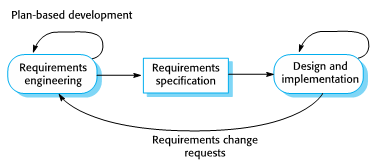 Plan-based development
Requirements
engineering
Requirements
specification
Design and
implementation
Requirements change
requests